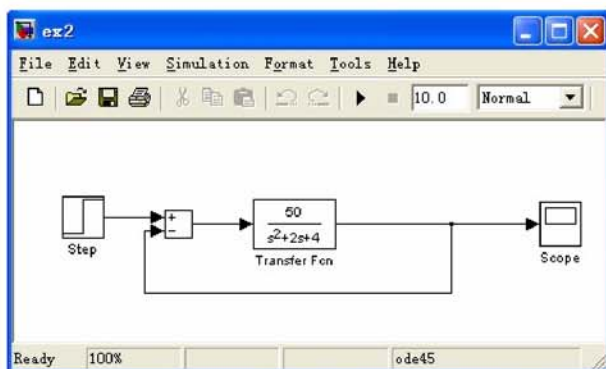 ex2
File Edit View Simulation Format Tools Help
10.0 Normal
50
s²+2s+4
+
−
Step
Transfer Fcn
Scope
Ready 100% ode45